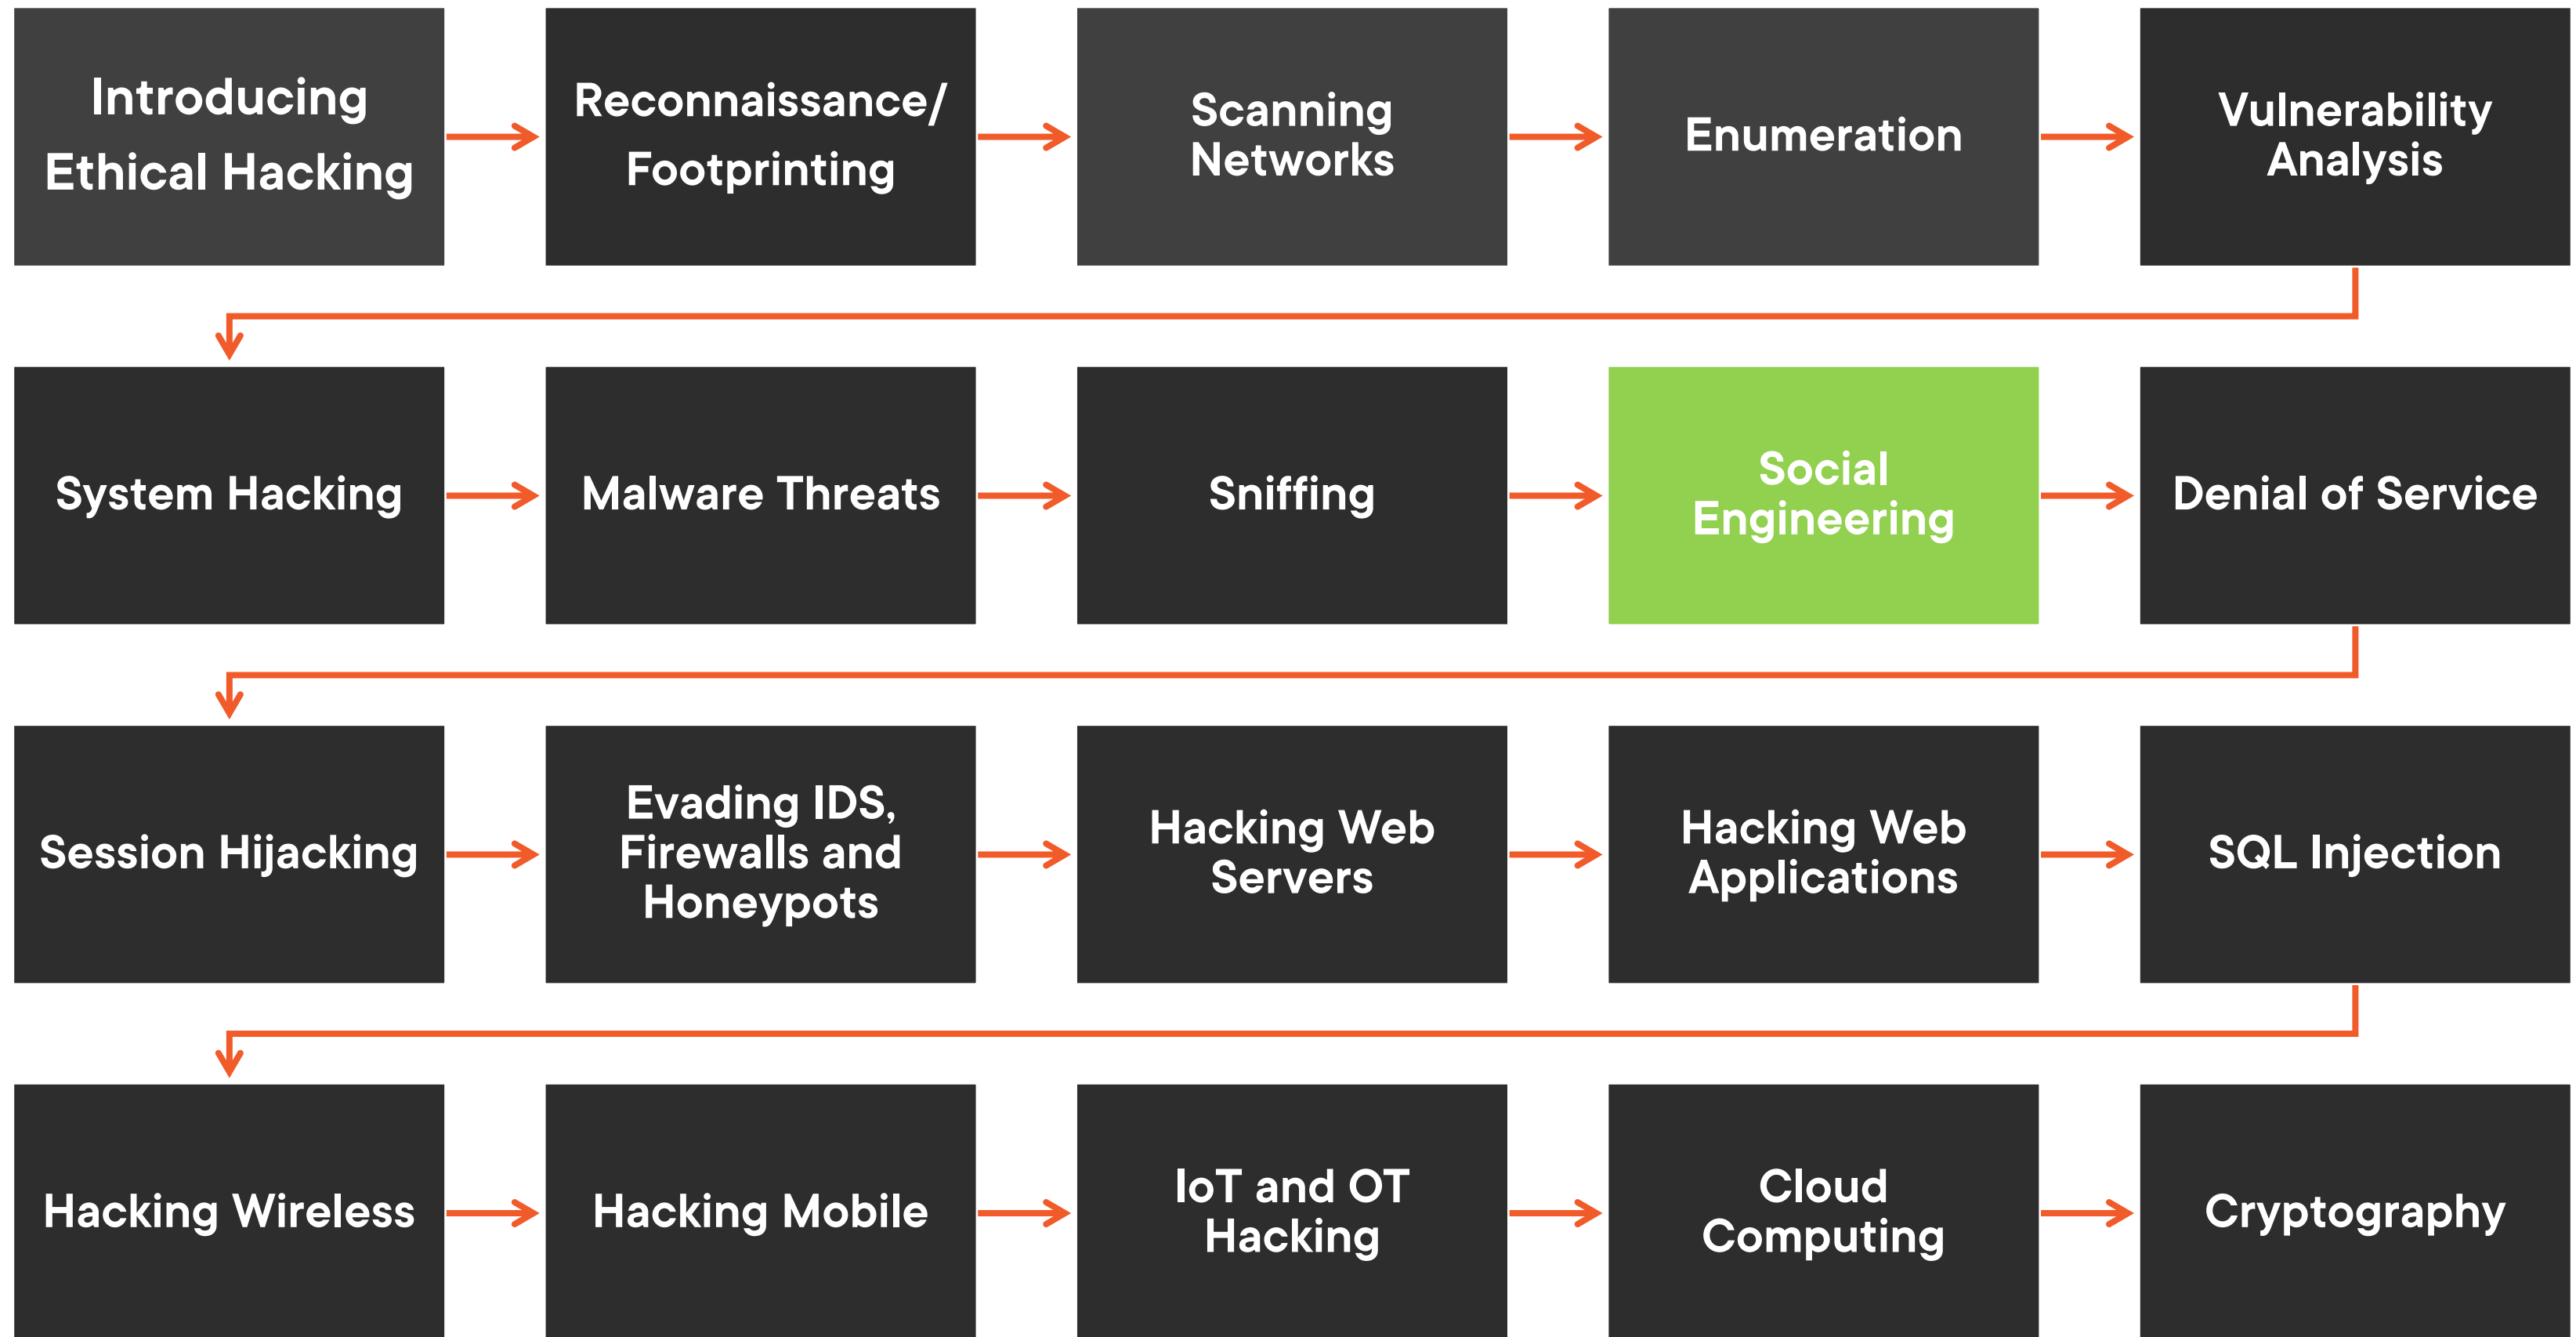 Introducing
Ethical Hacking
Reconnaissance/
Footprinting
Scanning
Networks
Enumeration
Vulnerability
Analysis
System Hacking
Malware Threats
Sniffing
Social
Engineering
Denial of Service
Session Hijacking
Evading IDS,
Firewalls and
Honeypots
Hacking Web
Servers
Hacking Web
Applications
SQL Injection
Hacking Wireless
Hacking Mobile
IoT and OT
Hacking
Cloud
Computing
Cryptography